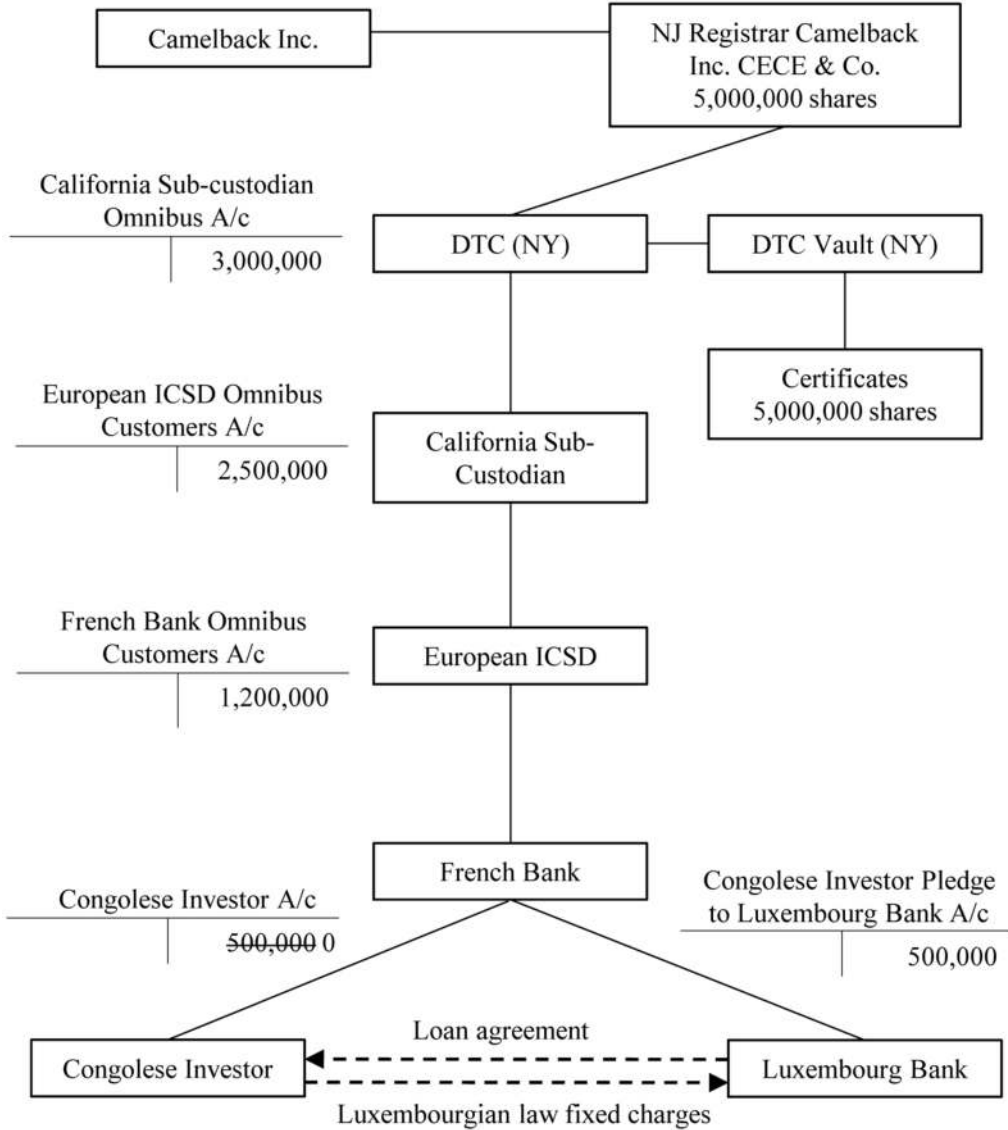 Camelback Inc.
NJ Registrar Camelback
Inc. CECE & Co.
5,000,000 shares
California Sub-custodian
Omnibus A/c
3,000,000
DTC (NY)
DTC Vault (NY)
European ICSD Omnibus
Customers A/c
2,500,000
California Sub-
Custodian
Certificates
5,000,000 shares
French Bank Omnibus
Customers A/c
1,200,000
European ICSD
French Bank
Congolese Investor A/c
500,000 0
Congolese Investor Pledge
to Luxembourg Bank A/c
500,000
Loan agreement
Congolese Investor
Luxembourg Bank
Luxembourgian law fixed charges